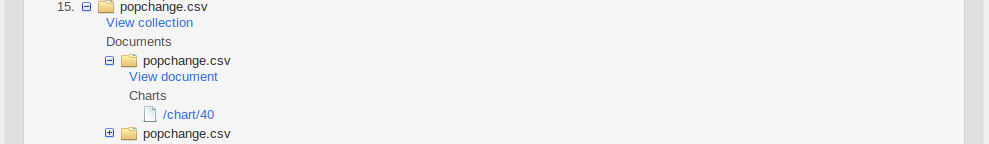 15. popchange.csv
View collection
Documents
popchange.csv
View document
Charts
/chart/40
popchange.csv